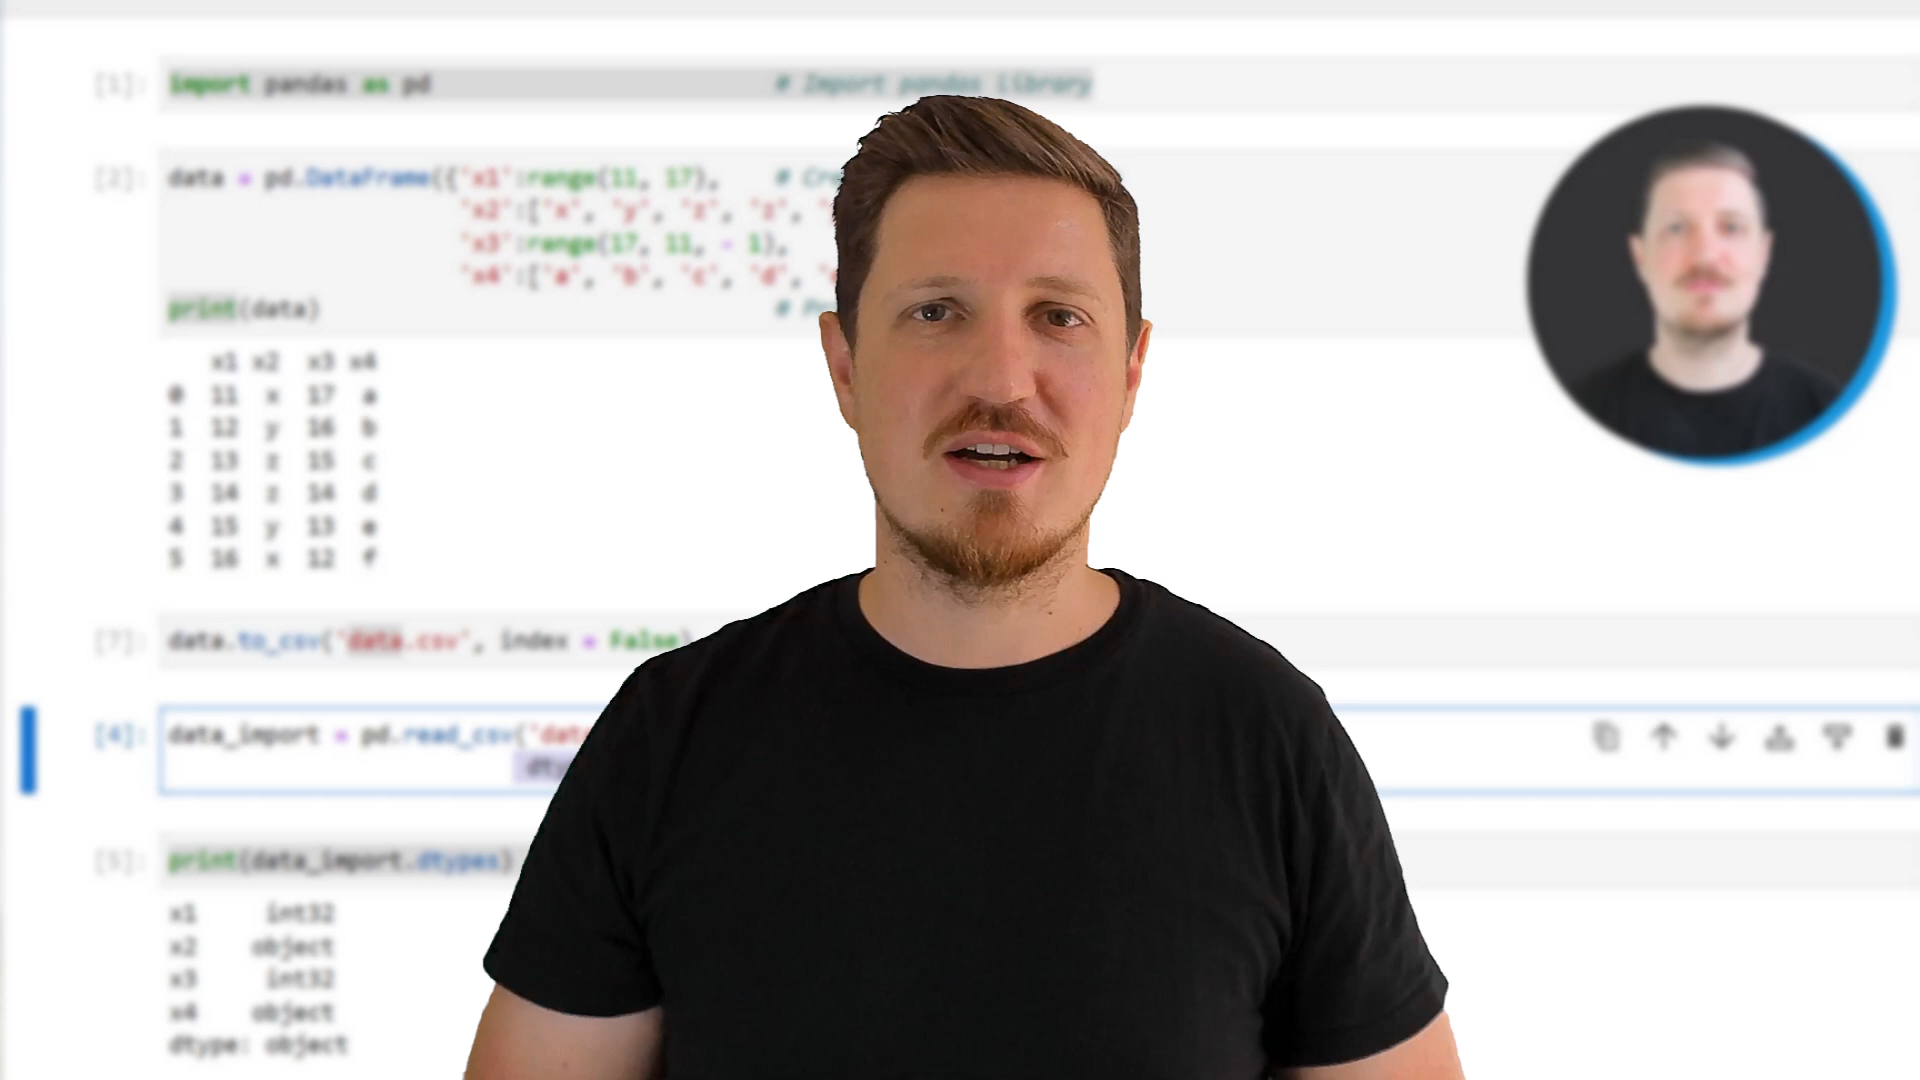 [1]: import pandas as pd # Import pandas library
[2]: data = pd.DataFrame({'x1':range(11, 17), #
'x2':['x', 'y', 'z', 'z',
'x3':range(17, 11, - 1),
'x4':['a', 'b', 'c', 'd',
print(data) #
x1 x2 x3 x4
0 11 x 17 a
1 12 y 16 b
2 13 z 15 c
3 14 z 14 d
4 15 y 13 e
5 16 x 12 f
[7]: data.to_csv('data.csv', index = False)
[4]: data_import = pd.read_csv('data
[5]: print(data_import.dtypes)
x1 int32
x2 object
x3 int32
x4 object
dtype: object